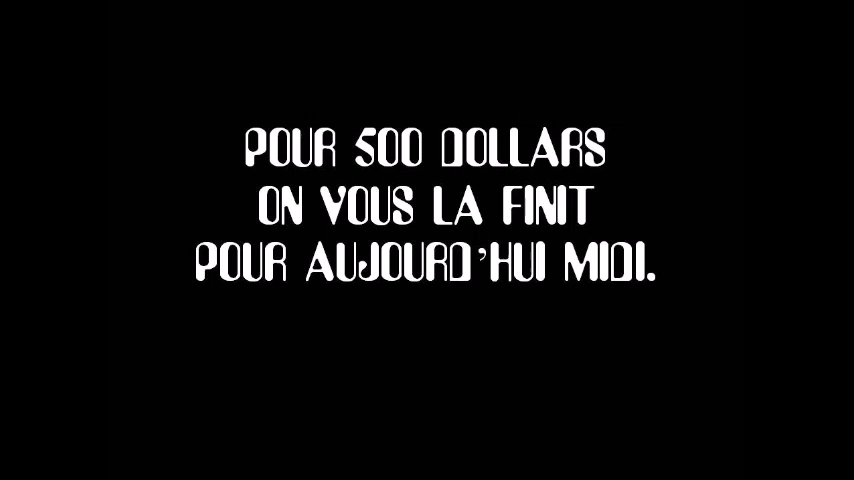 POUR 500 DOLLARS
ON VOUS LA FINIT
POUR AUJOURD'HUI MIDI.